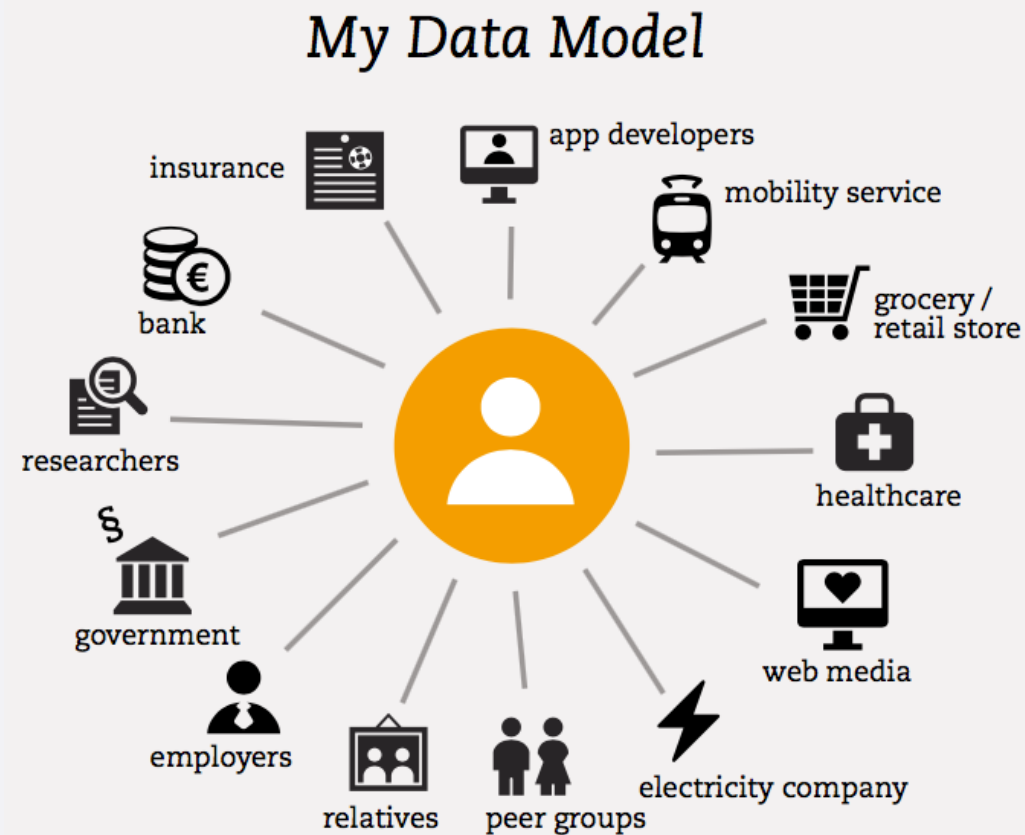 My Data Model
app developers
insurance
mobility service
€
bank
grocery /
retail store
researchers
healthcare
§
government
web media
employers
electricity company
relatives
peer groups